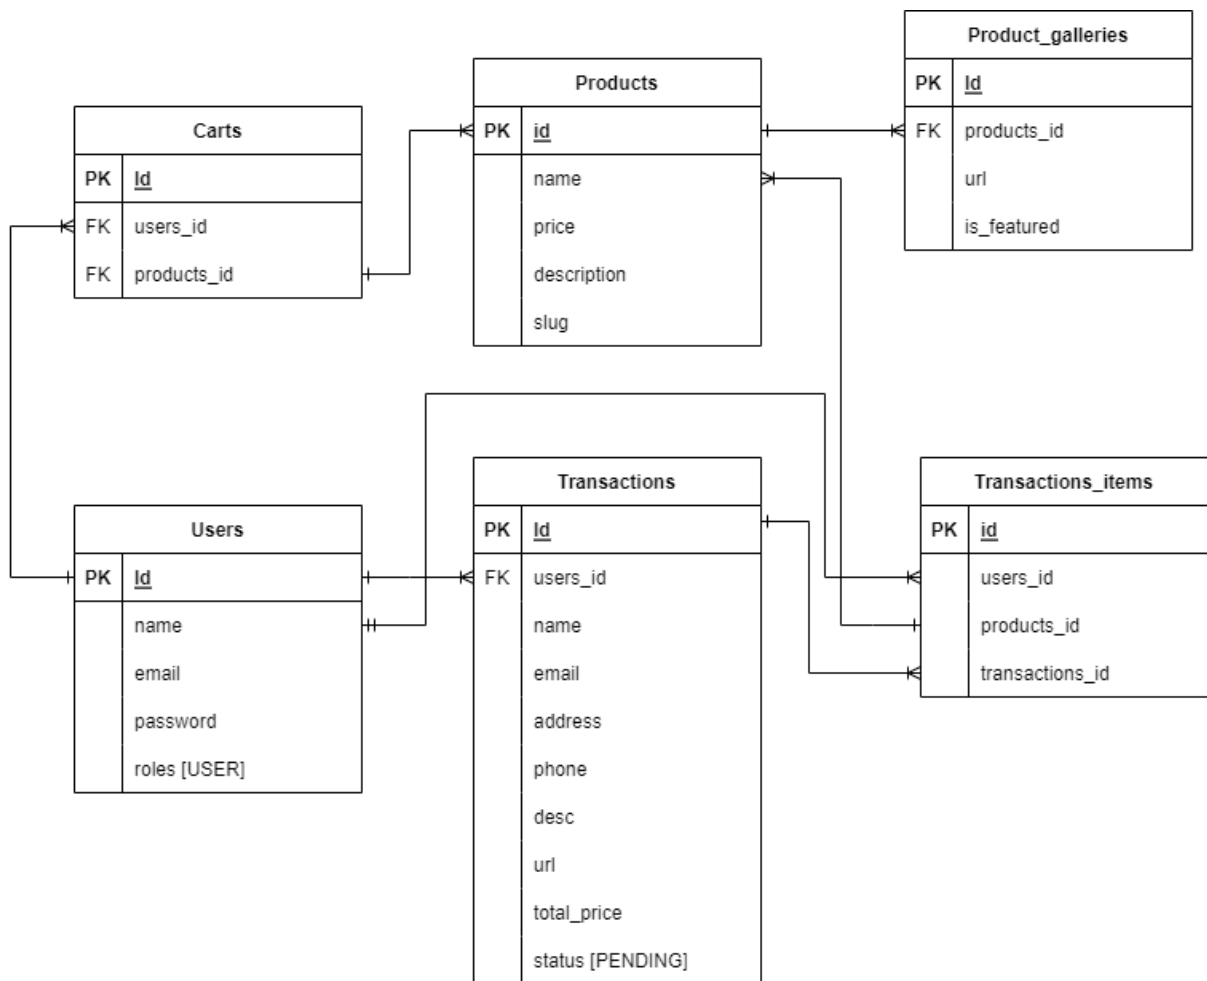 Product_galleries
PK Id
FK products_id
url
is_featured
Products
PK id
name
price
description
slug
Carts
PK Id
FK users_id
FK products_id
Users
PK Id
name
email
password
roles [USER]
Transactions
PK Id
FK users_id
name
email
address
phone
desc
url
total_price
status [PENDING]
Transactions_items
PK id
users_id
products_id
transactions_id